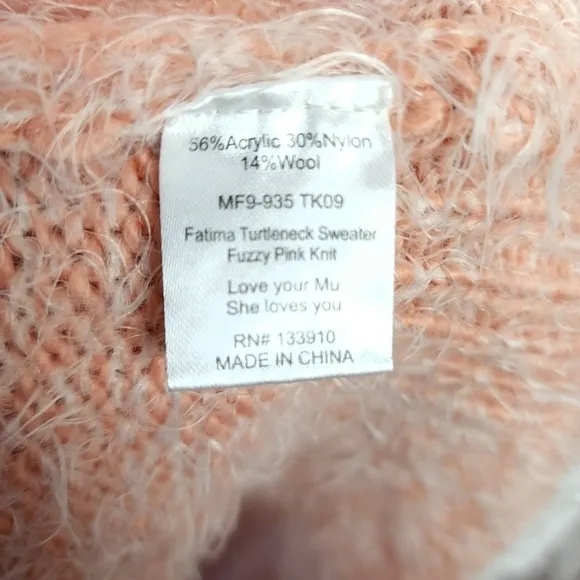 56%Acrylic 30%Nylon
14%Wool
MF9-935 TK09
Fatima Turtleneck Sweater
Fuzzy Pink Knit
Love your Mu
She loves you
RN# 133910
MADE IN CHINA